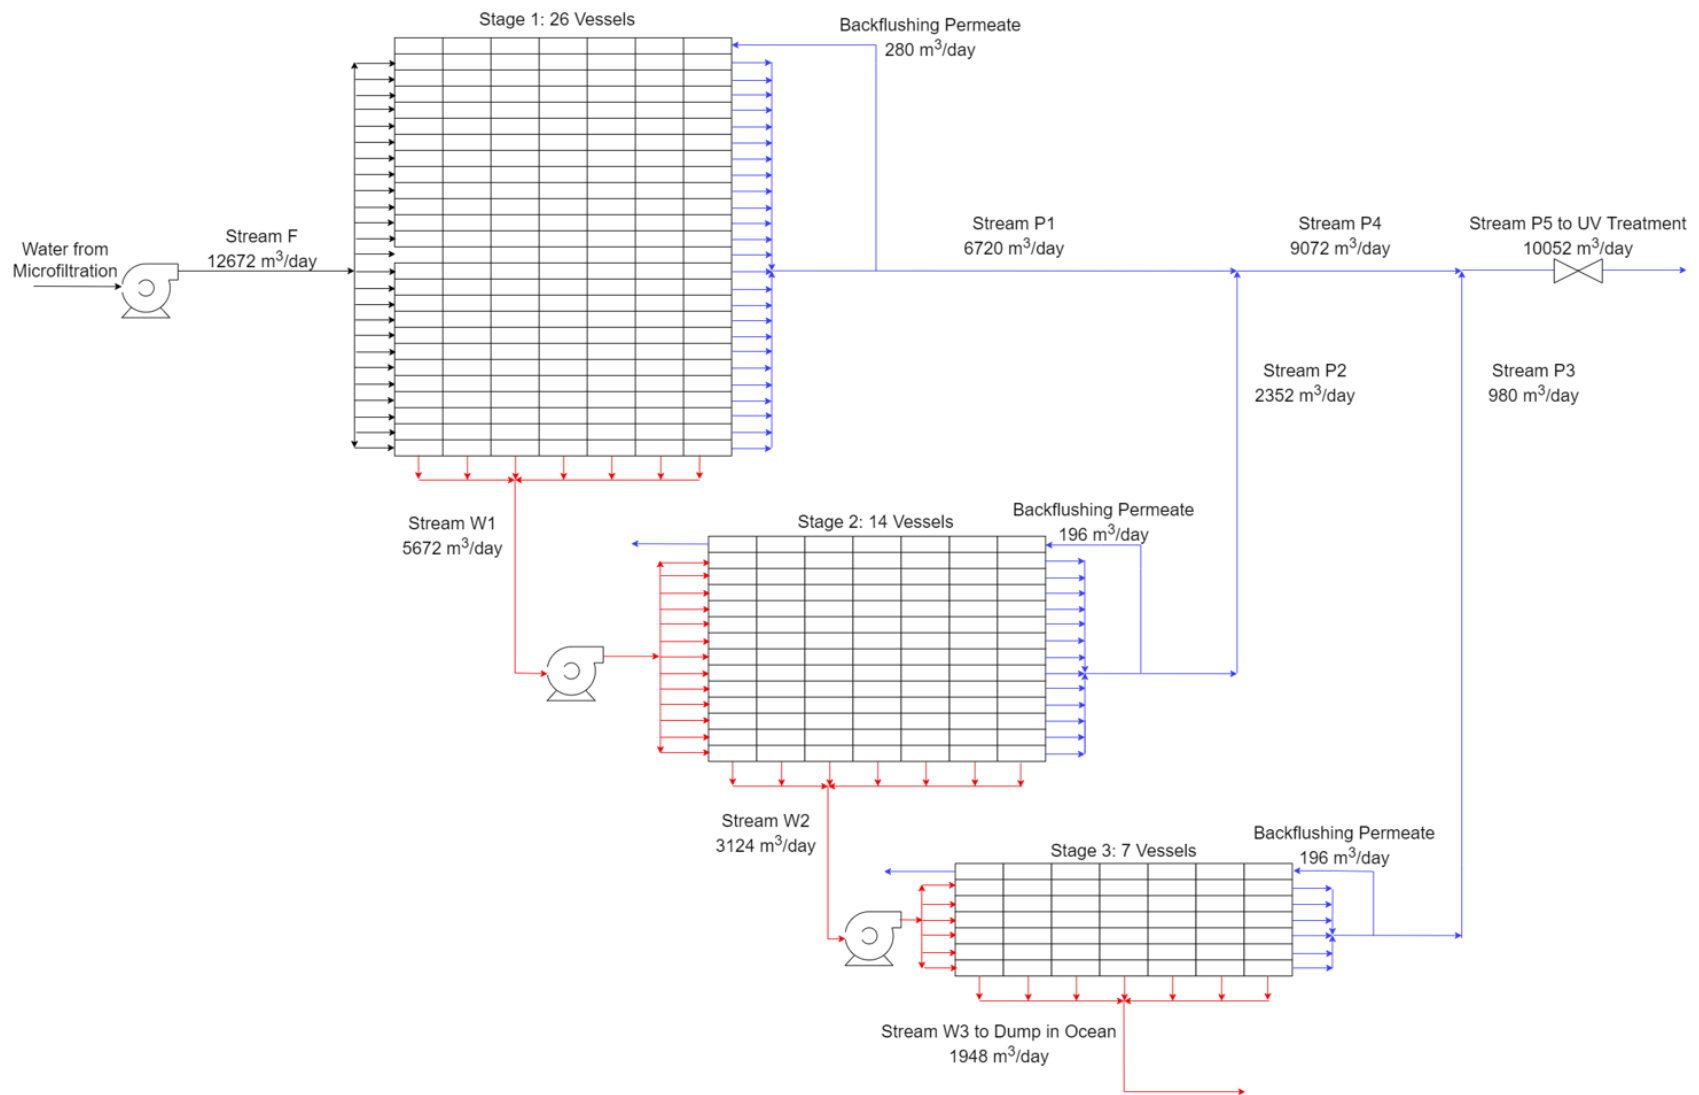 Stage 1: 26 Vessels
Backflushing Permeate
280 m³/day
Water from
Microfiltration
Stream F
12672 m³/day
Stream P1
6720 m³/day
Stream P4
9072 m³/day
Stream P5 to UV Treatment
10052 m³/day
Stream P2
2352 m³/day
Stream P3
980 m³/day
Stream W1
5672 m³/day
Stage 2: 14 Vessels
Backflushing Permeate
196 m³/day
Stream W2
3124 m³/day
Stage 3: 7 Vessels
Backflushing Permeate
196 m³/day
Stream W3 to Dump in Ocean
1948 m³/day